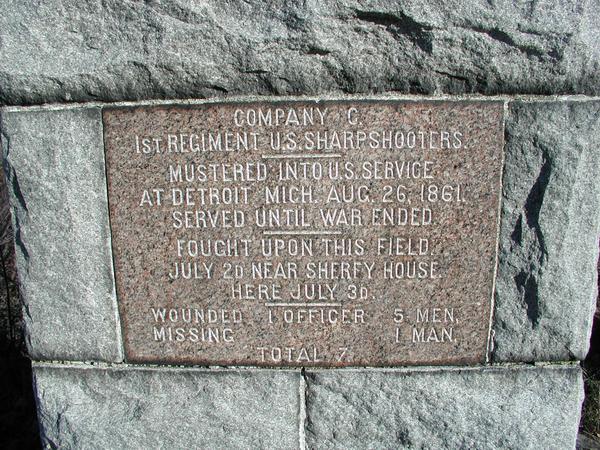 COMPANY C.
1ST REGIMENT U.S. SHARPSHOOTERS.
MUSTERED INTO U.S. SERVICE
AT DETROIT MICH. AUG. 26, 1861.
SERVED UNTIL WAR ENDED.
FOUGHT UPON THIS FIELD.
JULY 2D NEAR SHERFY HOUSE.
HERE JULY 3D.
WOUNDED 1 OFFICER 5 MEN.
MISSING 1 MAN.
TOTAL 7.